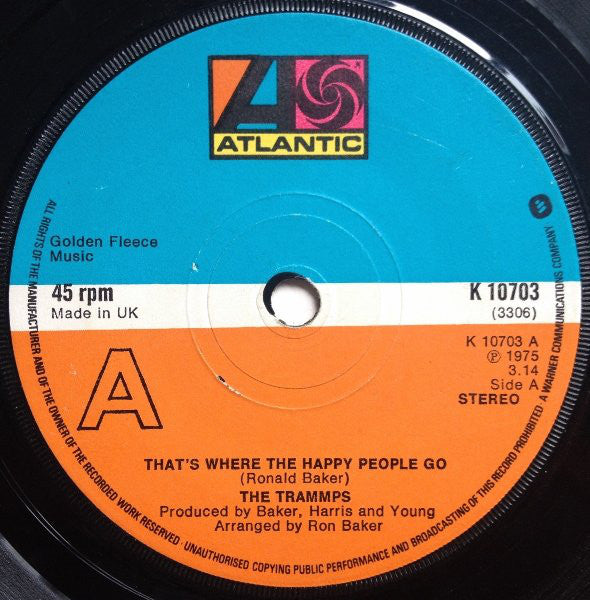 ATLANTIC
Golden Fleece
Music
45 rpm
Made in UK
K 10703
(3306)
K 10703 A
℗ 1975
3.14
Side A
STEREO
A
THAT'S WHERE THE HAPPY PEOPLE GO
(Ronald Baker)
THE TRAMMPS
Produced by Baker, Harris and Young
Arranged by Ron Baker
ALL RIGHTS OF THE MANUFACTURER AND OF THE OWNER OF THE RECORDED WORK RESERVED · UNAUTHORISED COPYING PUBLIC PERFORMANCE AND BROADCASTING OF THIS RECORD PROHIBITED · A WARNER COMMUNICATIONS COMPANY